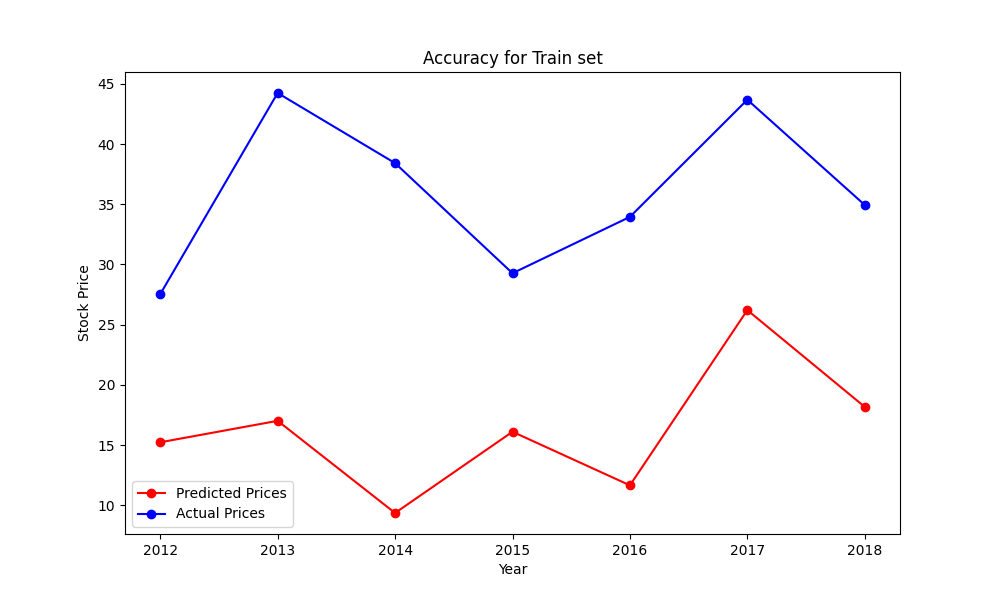 Accuracy for Train set
45
40
35
30
25
20
15
10
Stock Price
Predicted Prices
Actual Prices
2012 2013 2014 2015 2016 2017 2018
Year